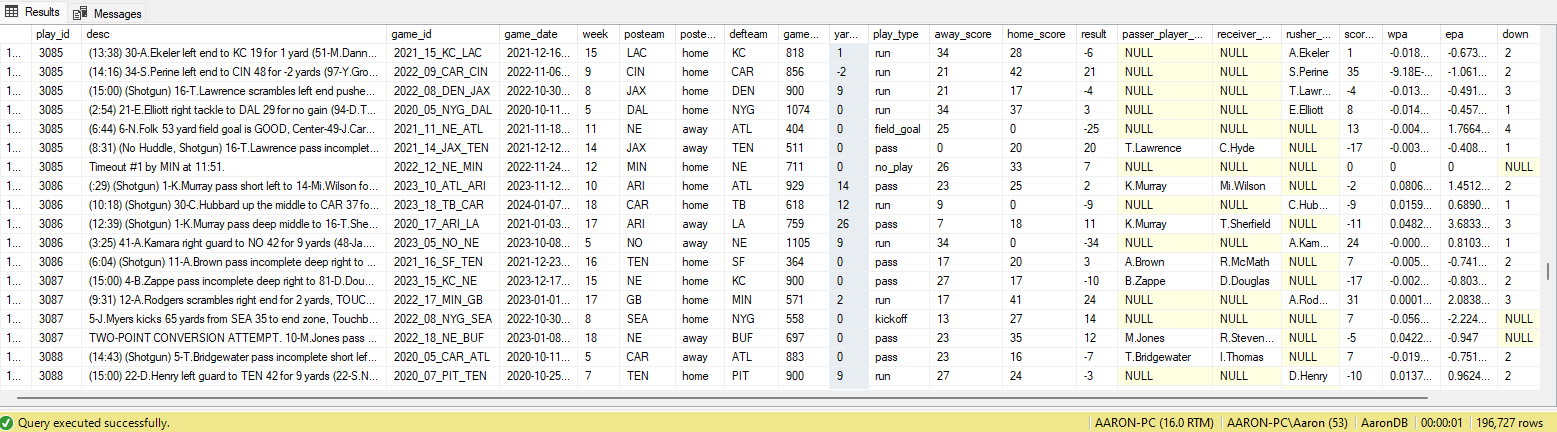 Results Messages
play_id desc game_id game_date week posteam poste... defteam game... yar... play_type away_score home_score result passer_player_... receiver_... rusher_... scor... wpa epa down
1... 3085 (13:38) 30-A.Ekeler left end to KC 19 for 1 yard (51-M.Dann... 2021_15_KC_LAC 2021-12-16... 15 LAC home KC 818 1 run 34 28 -6 NULL NULL A.Ekeler 1 -0.018... -0.673... 2
1... 3085 (14:16) 34-S.Perine left end to CIN 48 for -2 yards (97-Y.Gro... 2022_09_CAR_CIN 2022-11-06... 9 CIN home CAR 856 -2 run 21 42 21 NULL NULL S.Perine 35 -9.18E-... -1.061... 2
1... 3085 (15:00) (Shotgun) 16-T.Lawrence scrambles left end pushe... 2022_08_DEN_JAX 2022-10-30... 8 JAX home DEN 900 9 run 21 17 -4 NULL NULL T.Lawr... -4 -0.013... -0.491... 3
1... 3085 (2:54) 21-E.Elliott right tackle to DAL 29 for no gain (94-D.T... 2020_05_NYG_DAL 2020-10-11... 5 DAL home NYG 1074 0 run 34 37 3 NULL NULL E.Elliott 8 -0.014... -0.457... 1
1... 3085 (6:44) 6-N.Folk 53 yard field goal is GOOD, Center-49-J.Car... 2021_11_NE_ATL 2021-11-18... 11 NE away ATL 404 0 field_goal 25 0 -25 NULL NULL NULL 13 -0.004... 1.7664... 4
1... 3085 (8:31) (No Huddle, Shotgun) 16-T.Lawrence pass incomplet... 2021_14_JAX_TEN 2021-12-12... 14 JAX away TEN 511 0 pass 0 20 20 T.Lawrence C.Hyde NULL -17 -0.003... -0.408... 1
1... 3085 Timeout #1 by MIN at 11:51. 2022_12_NE_MIN 2022-11-24... 12 MIN home NE 711 0 no_play 26 33 7 NULL NULL NULL 0 0 0 NULL
1... 3086 (:29) (Shotgun) 1-K.Murray pass short left to 14-Mi.Wilson fo... 2023_10_ATL_ARI 2023-11-12... 10 ARI home ATL 929 14 pass 23 25 2 K.Murray Mi.Wilson NULL -2 0.0806... 1.4512... 2
1... 3086 (10:18) (Shotgun) 30-C.Hubbard up the middle to CAR 37 fo... 2023_18_TB_CAR 2024-01-07... 18 CAR home TB 618 12 run 9 0 -9 NULL NULL C.Hub... -9 0.0159... 0.6890... 1
1... 3086 (12:39) (Shotgun) 1-K.Murray pass deep middle to 16-T.She... 2020_17_ARI_LA 2021-01-03... 17 ARI away LA 759 26 pass 7 18 11 K.Murray T.Sherfield NULL -11 0.0482... 3.6833... 3
1... 3086 (3:25) 41-A.Kamara right guard to NO 42 for 9 yards (48-Ja... 2023_05_NO_NE 2023-10-08... 5 NO away NE 1105 9 run 34 0 -34 NULL NULL A.Kam... 24 -0.000... 0.8103... 1
1... 3086 (6:04) (Shotgun) 11-A.Brown pass incomplete deep right to ... 2021_16_SF_TEN 2021-12-23... 16 TEN home SF 364 0 pass 17 20 3 A.Brown R.McMath NULL -7 -0.005... -0.741... 2
1... 3087 (15:00) 4-B.Zappe pass incomplete deep right to 81-D.Dou... 2023_15_KC_NE 2023-12-17... 15 NE home KC 900 0 pass 27 17 -10 B.Zappe D.Douglas NULL -17 -0.002... -0.803... 2
1... 3087 (9:31) 12-A.Rodgers scrambles right end for 2 yards, TOUC... 2022_17_MIN_GB 2023-01-01... 17 GB home MIN 571 2 run 17 41 24 NULL NULL A.Rod... 31 0.0001... 2.0838... 3
1... 3087 5-J.Myers kicks 65 yards from SEA 35 to end zone, Touchb... 2022_08_NYG_SEA 2022-10-30... 8 SEA home NYG 558 0 kickoff 13 27 14 NULL NULL NULL 7 -0.056... -2.224... NULL
1... 3087 TWO-POINT CONVERSION ATTEMPT. 10-M.Jones pass ... 2022_18_NE_BUF 2023-01-08... 18 NE away BUF 697 0 pass 23 35 12 M.Jones R.Steven... NULL -5 0.0422... -0.947 NULL
1... 3088 (14:43) (Shotgun) 5-T.Bridgewater pass incomplete short lef... 2020_05_CAR_ATL 2020-10-11... 5 CAR away ATL 883 0 pass 23 16 -7 T.Bridgewater I.Thomas NULL 7 -0.019... -0.751... 2
1... 3088 (15:00) 22-D.Henry left guard to TEN 42 for 9 yards (22-S.N... 2020_07_PIT_TEN 2020-10-25... 7 TEN home PIT 900 9 run 27 24 -3 NULL NULL D.Henry -10 0.0137... 0.9624... 2
Query executed successfully. AARON-PC (16.0 RTM) AARON-PC\Aaron (53) AaronDB 00:00:01 196,727 rows